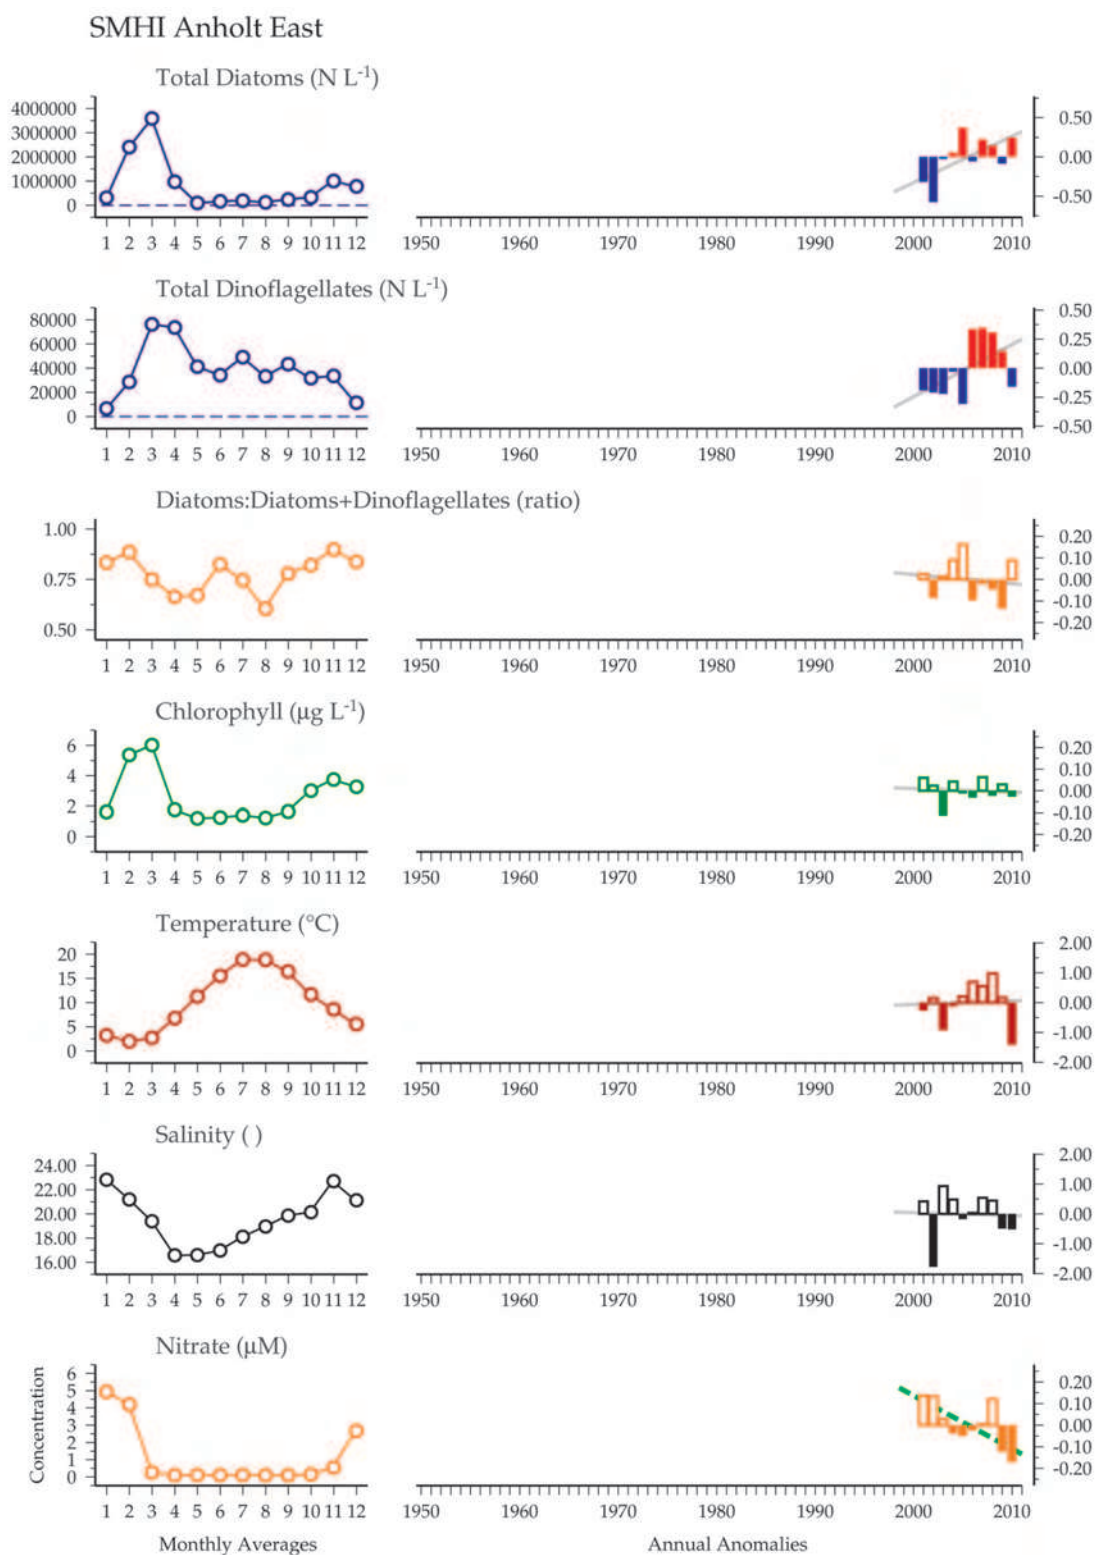 SMHI Anholt East
Total Diatoms (N L⁻¹)
4000000
3000000
2000000
1000000
0
0.50
0.00
-0.50
1 2 3 4 5 6 7 8 9 10 11 12
1950 1960 1970 1980 1990 2000 2010
Total Dinoflagellates (N L⁻¹)
80000
60000
40000
20000
0
0.50
0.25
0.00
-0.25
-0.50
1 2 3 4 5 6 7 8 9 10 11 12
1950 1960 1970 1980 1990 2000 2010
Diatoms:Diatoms+Dinoflagellates (ratio)
1.00
0.75
0.50
0.20
0.10
0.00
-0.10
-0.20
1 2 3 4 5 6 7 8 9 10 11 12
1950 1960 1970 1980 1990 2000 2010
Chlorophyll (µg L⁻¹)
6
4
2
0
0.20
0.10
0.00
-0.10
-0.20
1 2 3 4 5 6 7 8 9 10 11 12
1950 1960 1970 1980 1990 2000 2010
Temperature (°C)
20
15
10
5
0
2.00
1.00
0.00
-1.00
-2.00
1 2 3 4 5 6 7 8 9 10 11 12
1950 1960 1970 1980 1990 2000 2010
Salinity ( )
24.00
22.00
20.00
18.00
16.00
2.00
1.00
0.00
-1.00
-2.00
1 2 3 4 5 6 7 8 9 10 11 12
1950 1960 1970 1980 1990 2000 2010
Nitrate (µM)
Concentration
6
5
4
3
2
1
0
0.20
0.10
0.00
-0.10
-0.20
1 2 3 4 5 6 7 8 9 10 11 12
1950 1960 1970 1980 1990 2000 2010
Monthly Averages
Annual Anomalies